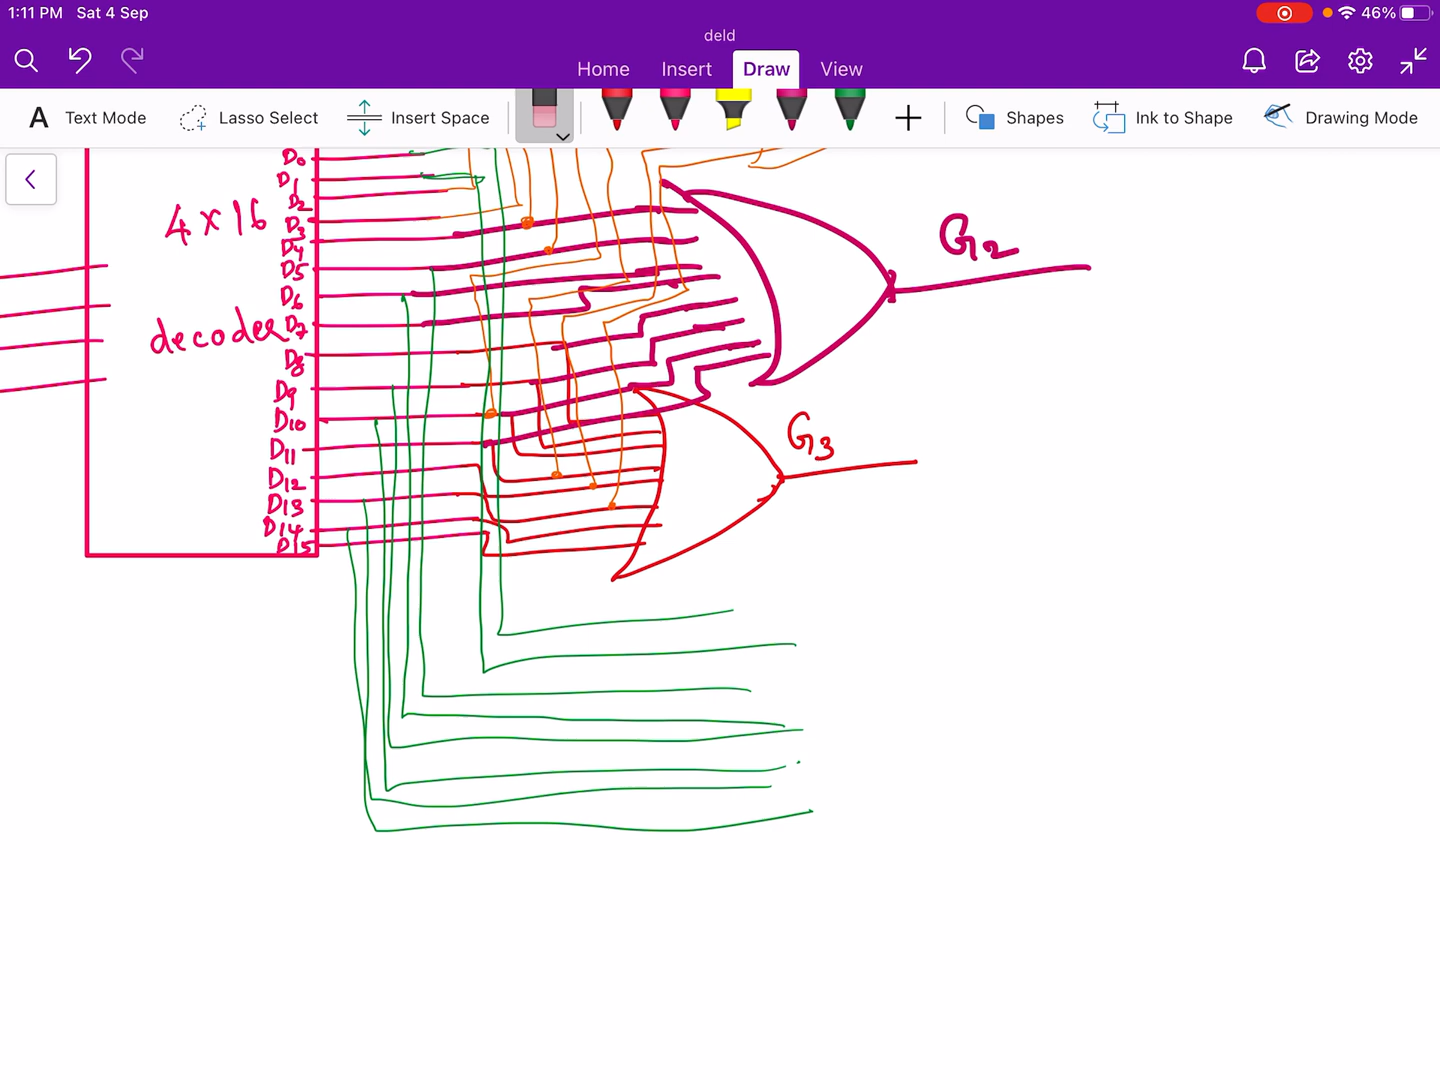 1:11 PM Sat 4 Sep
46%
deld
Home Insert Draw View
A Text Mode Lasso Select Insert Space Shapes Ink to Shape Drawing Mode
D0
D1
D2
4 X 16
D3
D4
D5
D6
decoder
D7
D8
D9
D10
D11
D12
D13
D14
D15
G2
G3